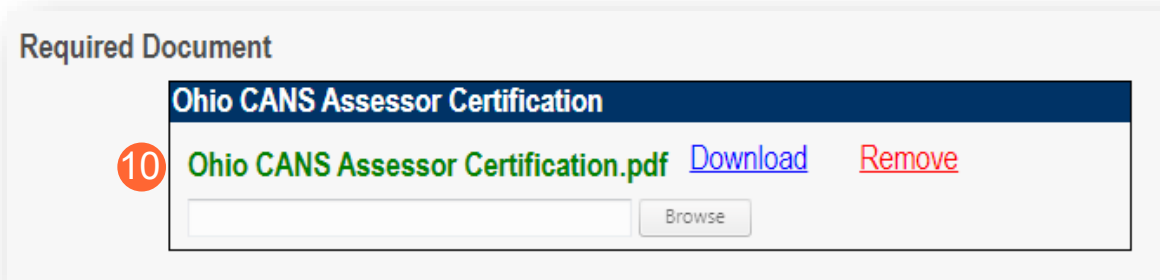 Required Document
Ohio CANS Assessor Certification
10 Ohio CANS Assessor Certification.pdf Download Remove
Browse